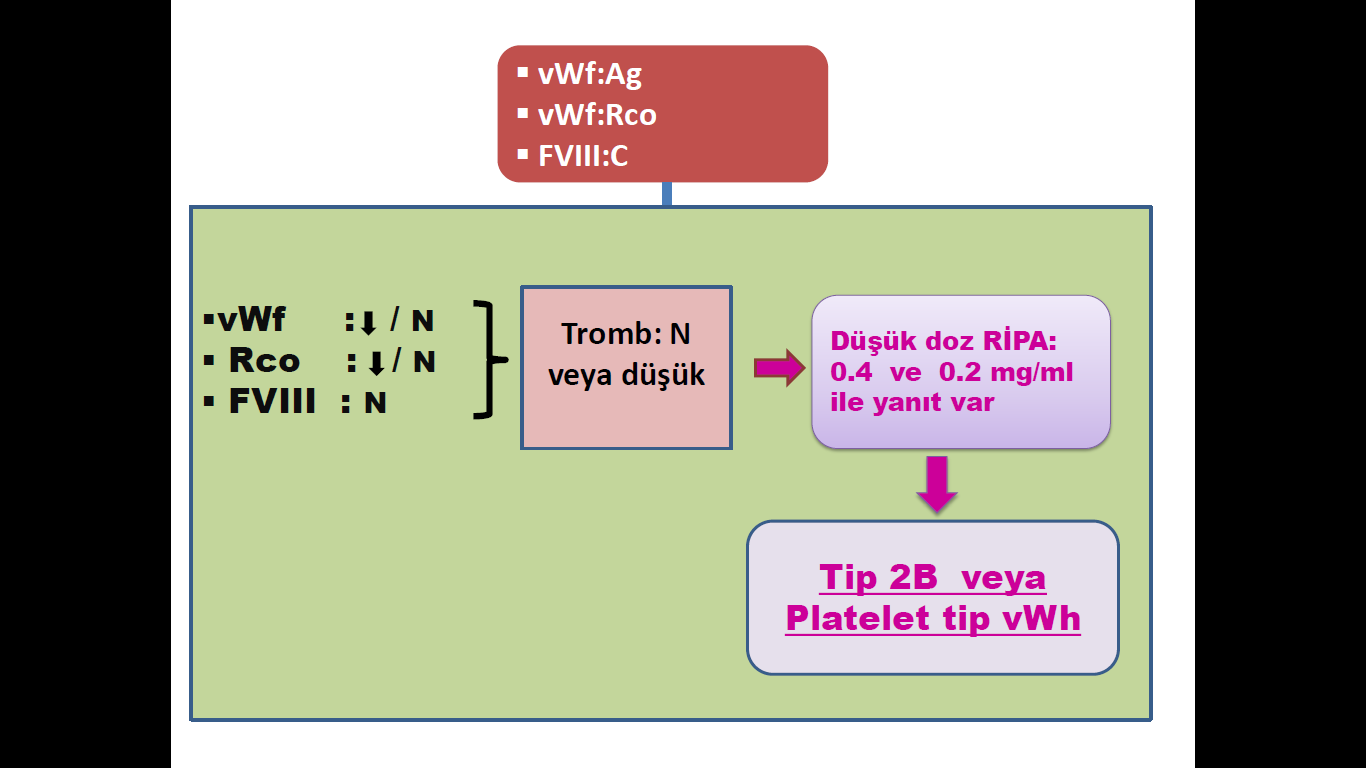 ▪ vWf:Ag
▪ vWf:Rco
▪ FVIII:C
▪vWf :⬇ / N
▪ Rco : ⬇/ N
▪ FVIII : N
Tromb: N
veya düşük
Düşük doz RİPA:
0.4 ve 0.2 mg/ml
ile yanıt var
Tip 2B veya
Platelet tip vWh